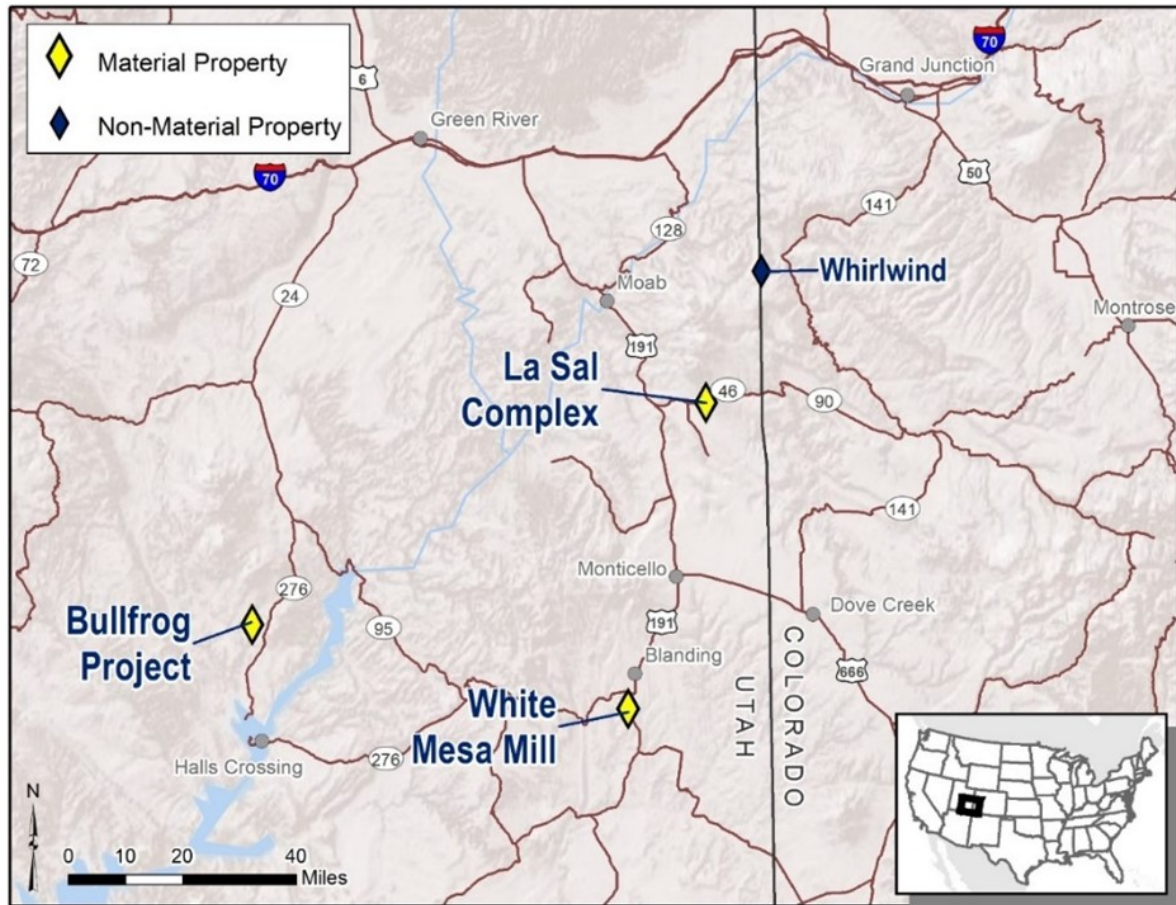 Material Property
Non-Material Property
6
70
Grand Junction
Green River
70
50
141
128
72
24
Whirlwind
Moab
Montrose
191
La Sal
Complex
46
90
141
Monticello
276
Dove Creek
Bullfrog
Project
95
191
Blanding
666
White
Mesa Mill
UTAH
COLORADO
Halls Crossing
276
N
0 10 20 40
Miles